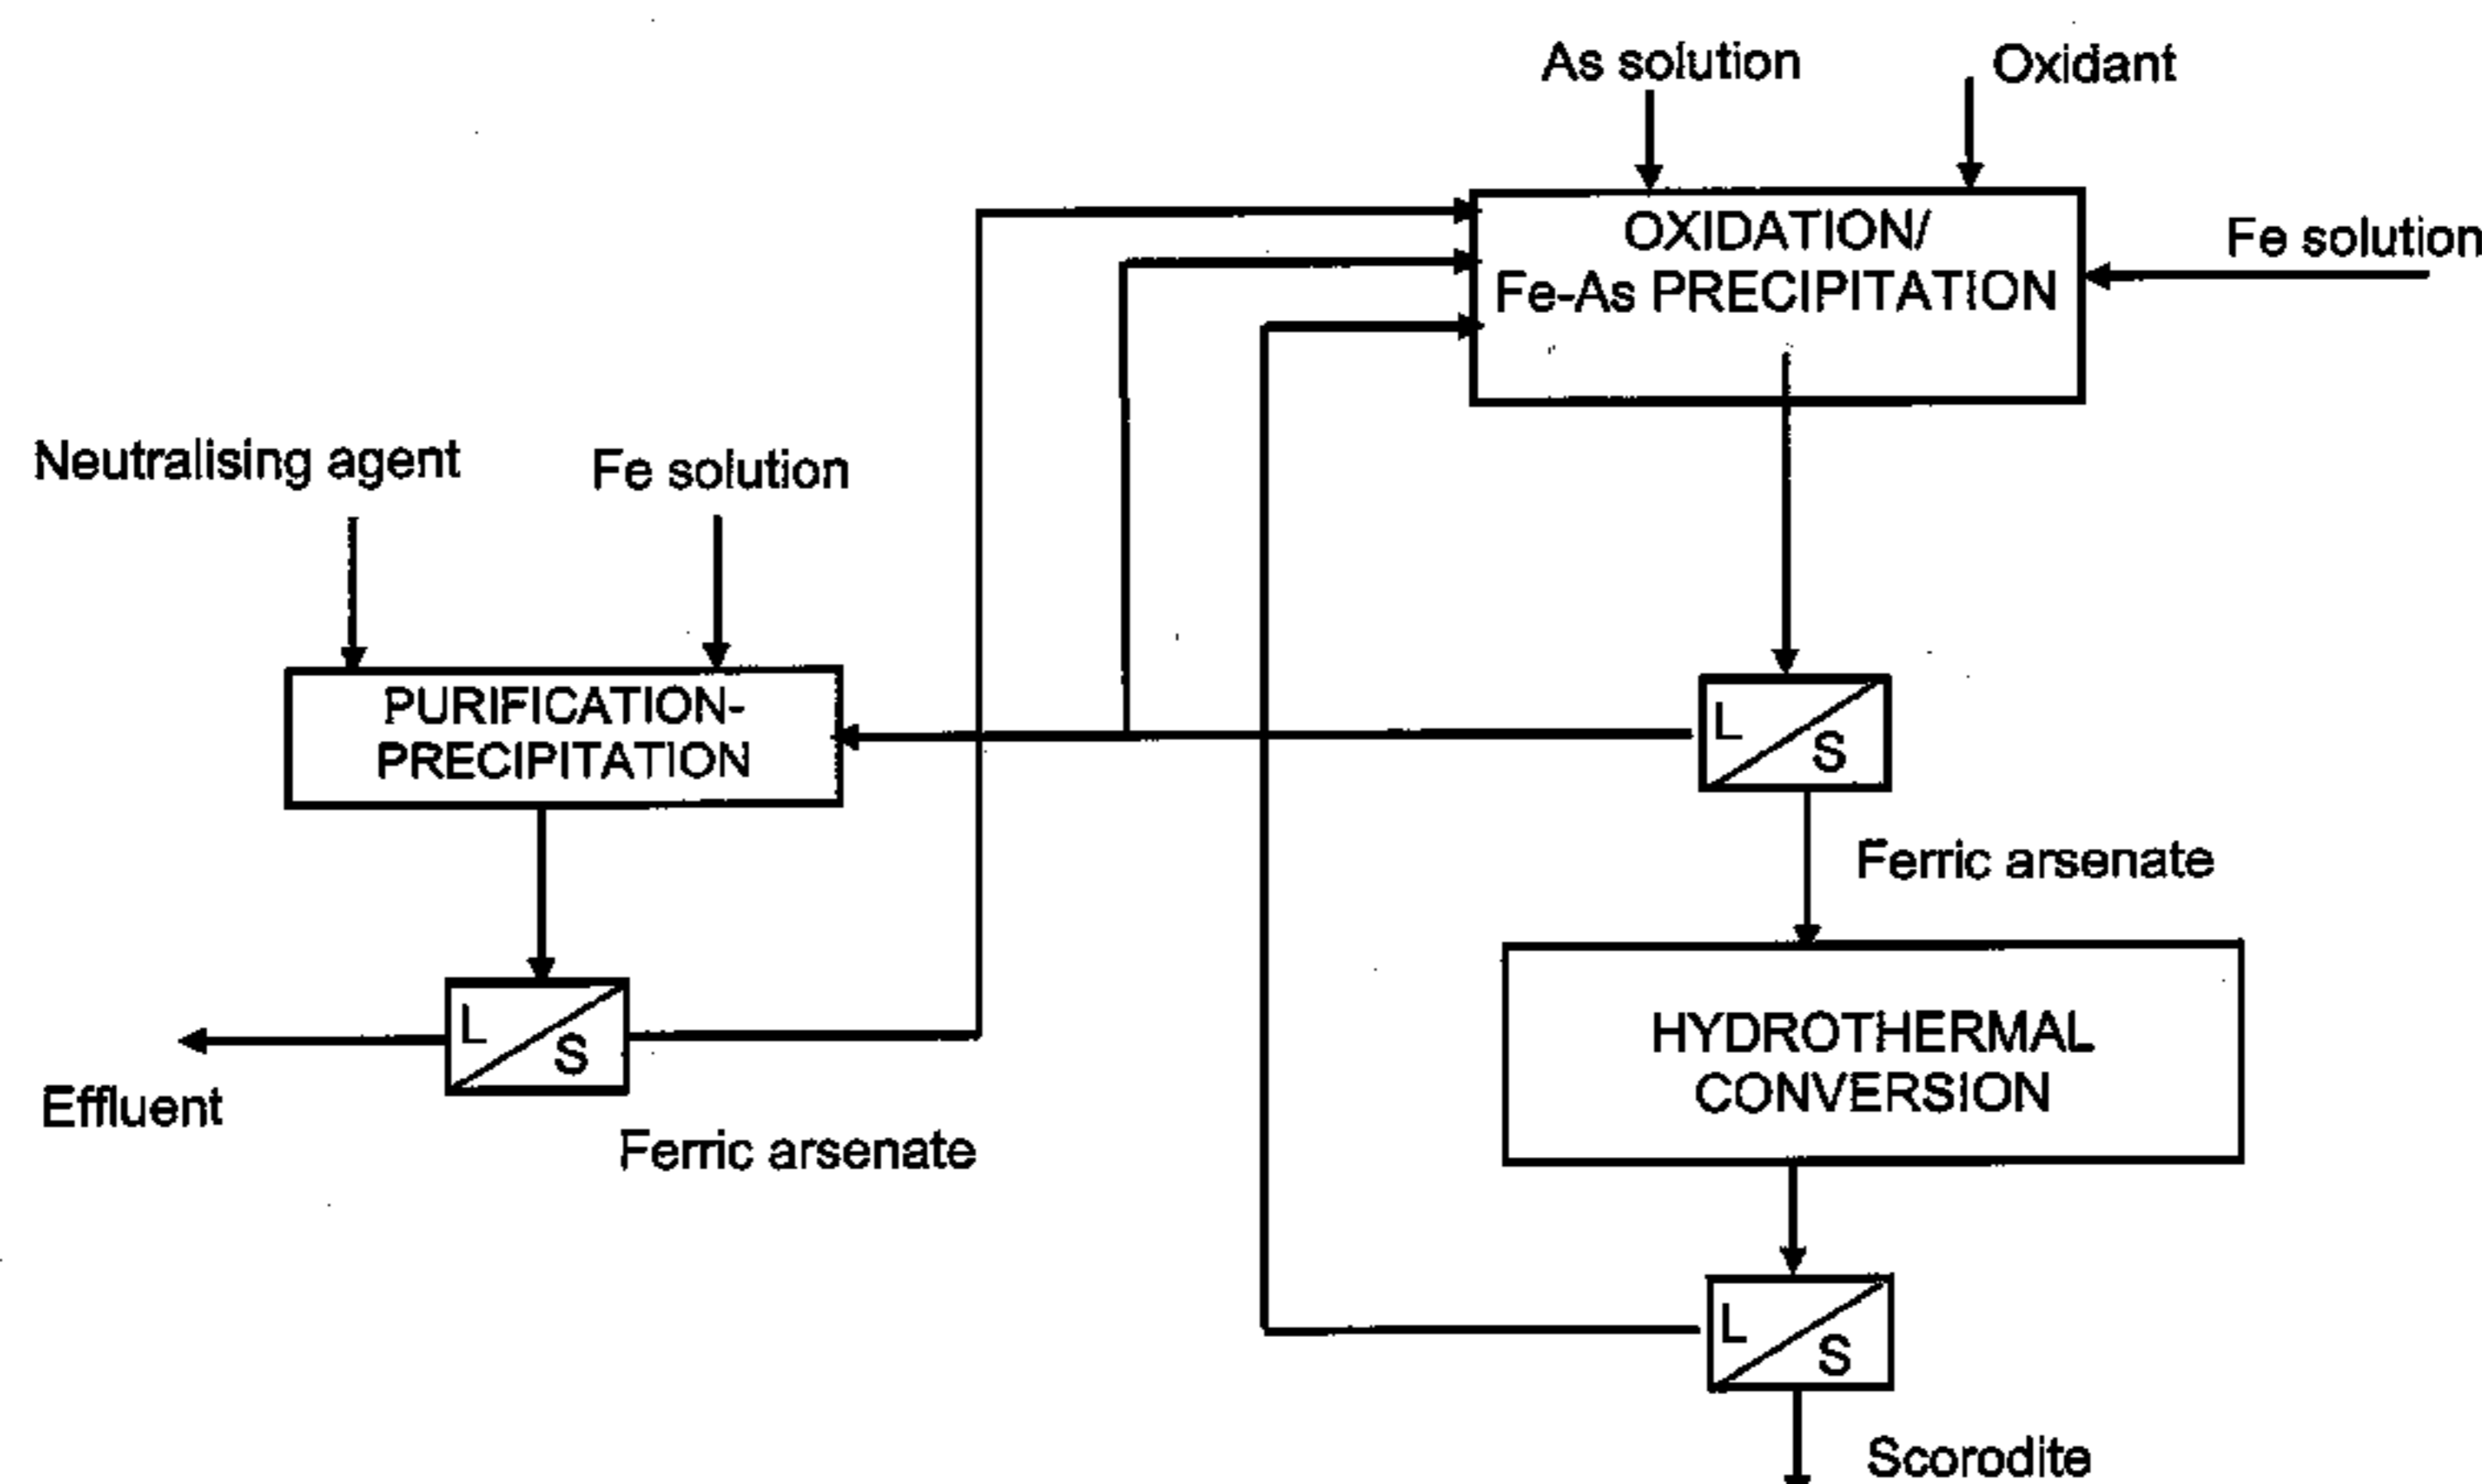 As solution
Oxidant
OXIDATION/
Fe-As PRECIPITATION
Fe solution
Neutralising agent
Fe solution
PURIFICATION-
PRECIPITATION
L
S
Ferric arsenate
HYDROTHERMAL
CONVERSION
L
S
Effluent
Ferric arsenate
L
S
Scorodite